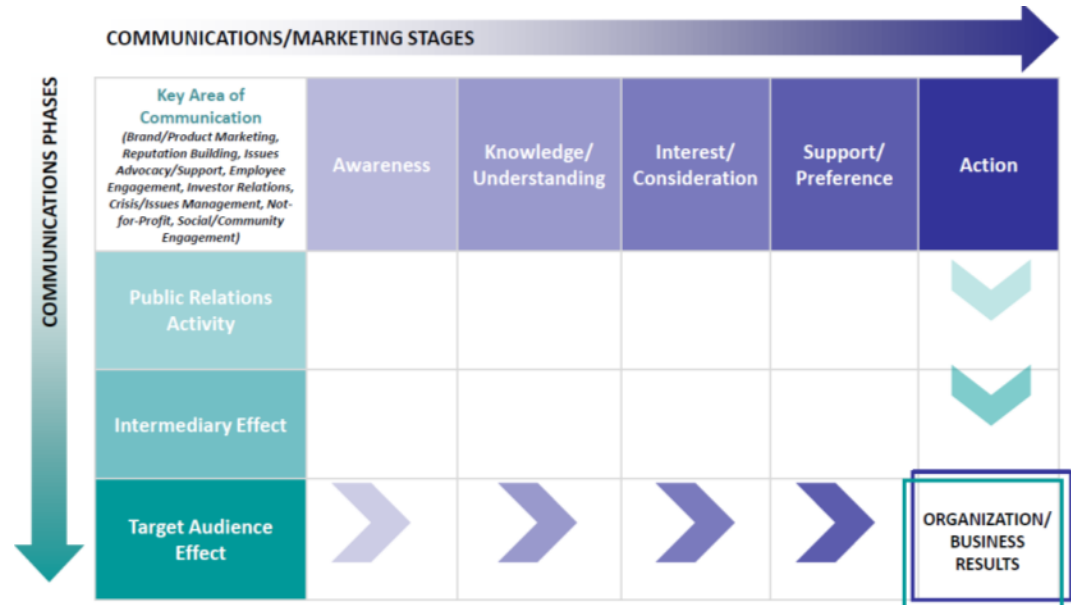 COMMUNICATIONS/MARKETING STAGES
COMMUNICATIONS PHASES
Key Area of
Communication
(Brand/Product Marketing,
Reputation Building, Issues
Advocacy/Support, Employee
Engagement, Investor Relations,
Crisis/Issues Management, Not-
for-Profit, Social/Community
Engagement)
Awareness
Knowledge/
Understanding
Interest/
Consideration
Support/
Preference
Action
Public Relations
Activity
Intermediary Effect
Target Audience
Effect
ORGANIZATION/
BUSINESS
RESULTS